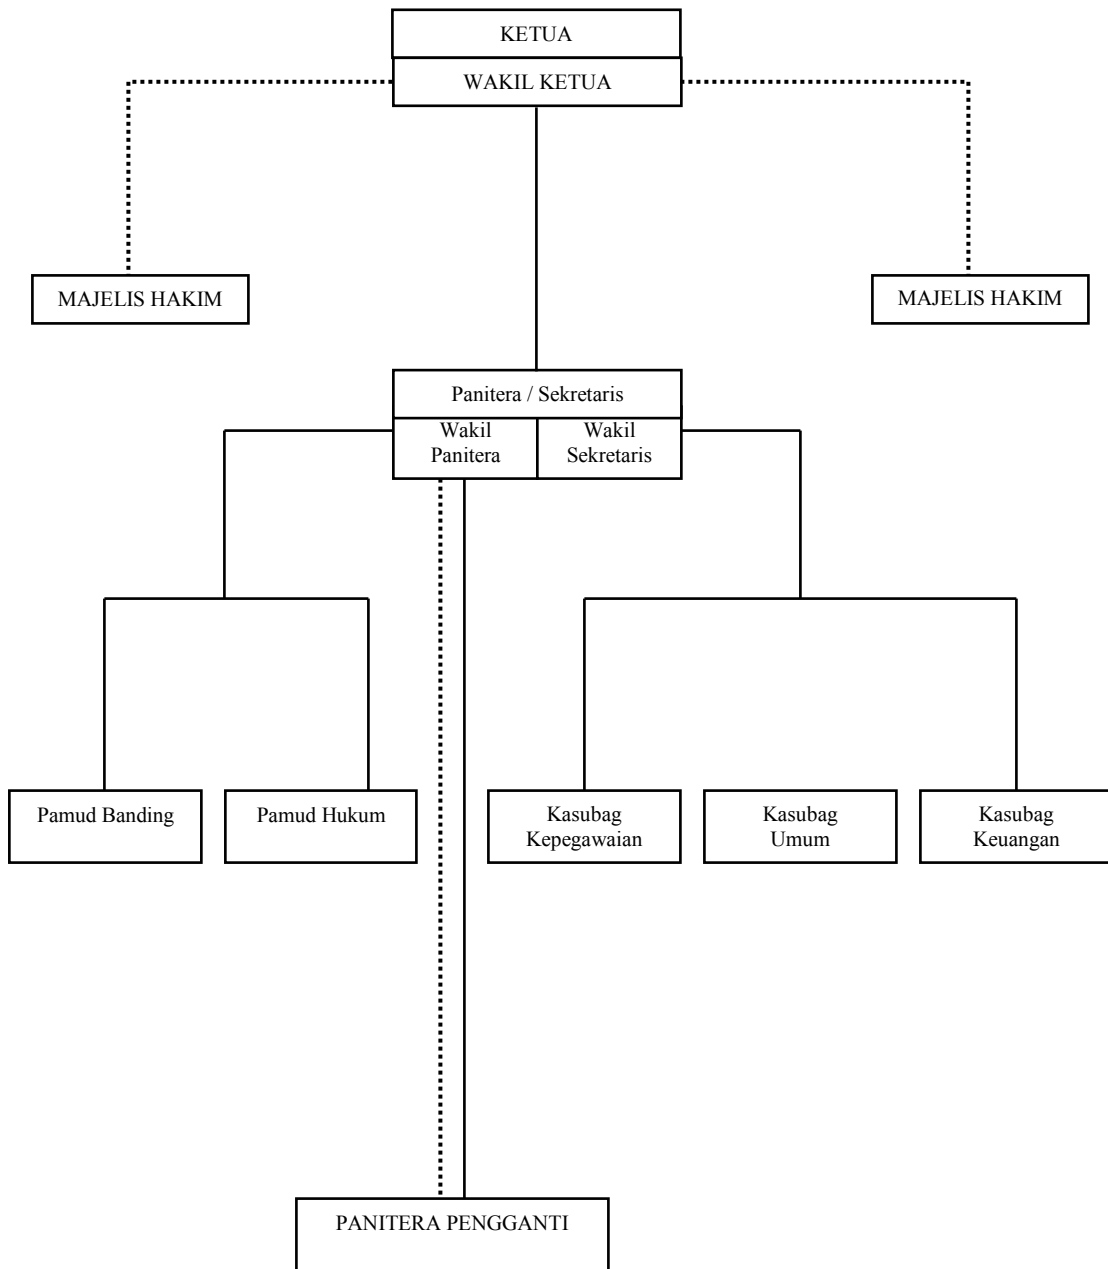 KETUA
WAKIL KETUA
MAJELIS HAKIM
MAJELIS HAKIM
Panitera / Sekretaris
Wakil
Panitera
Wakil
Sekretaris
Pamud Banding
Pamud Hukum
Kasubag
Kepegawaian
Kasubag
Umum
Kasubag
Keuangan
PANITERA PENGGANTI